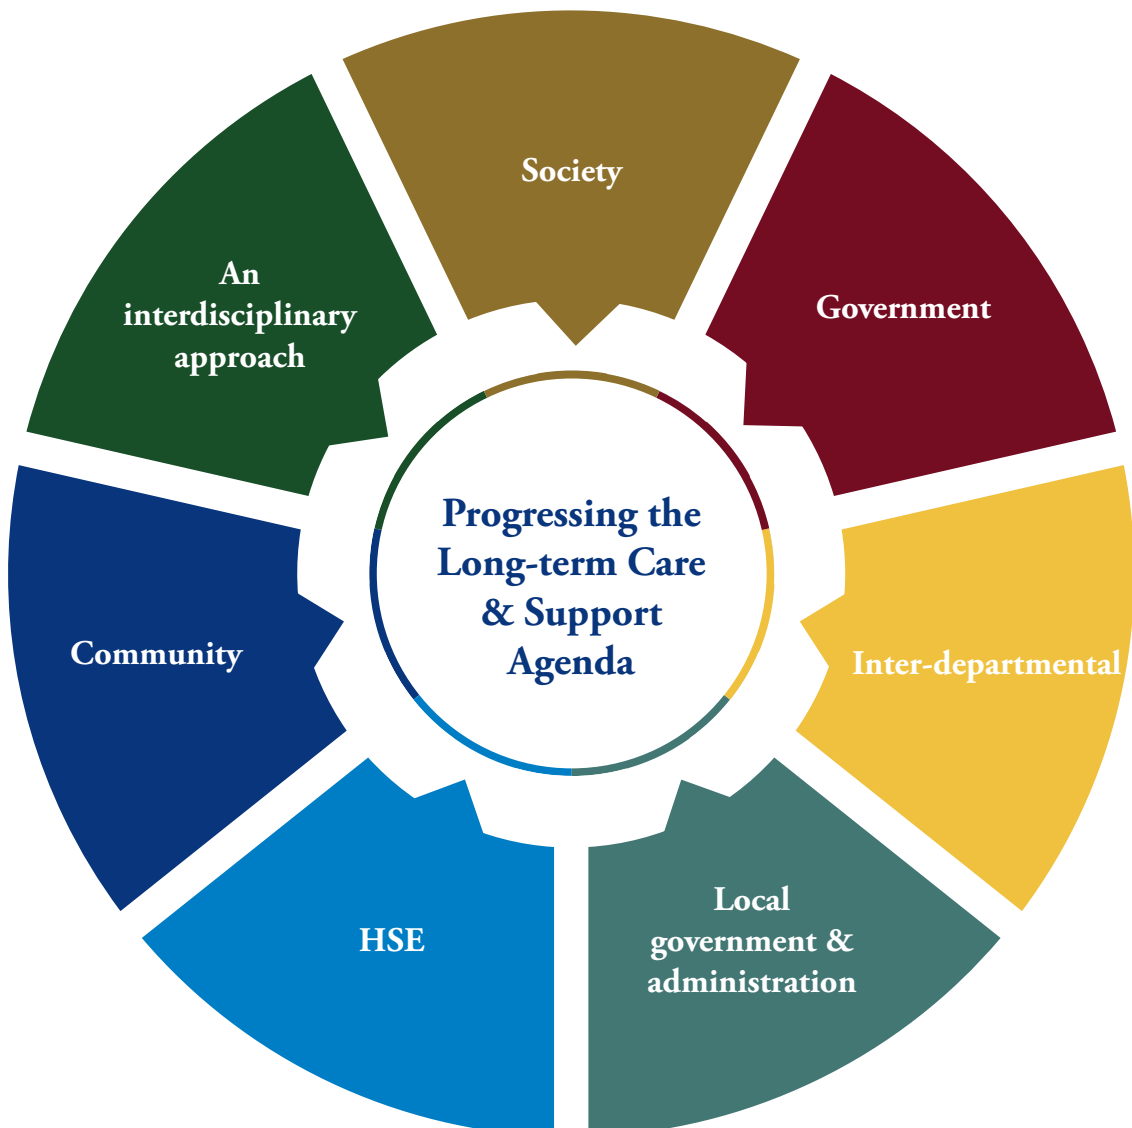 Society
Government
Inter-departmental
Local
government &
administration
HSE
Community
An
interdisciplinary
approach
Progressing the
Long-term Care
& Support
Agenda